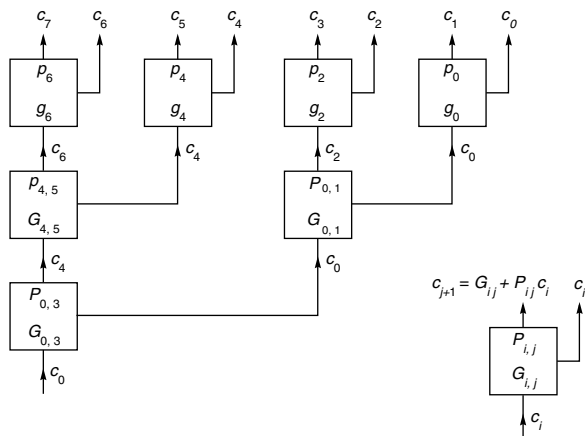 c7 c6 c5 c4 c3 c2 c1 c0
p6 p4 p2 p0
g6 g4 g2 g0
c6 c4 c2 c0
p4, 5 P0, 1
G4, 5 G0, 1
c4 c0
P0, 3
G0, 3
c0
cj+1 = Gi j + Pi j ci ci
Pi, j
Gi, j
ci